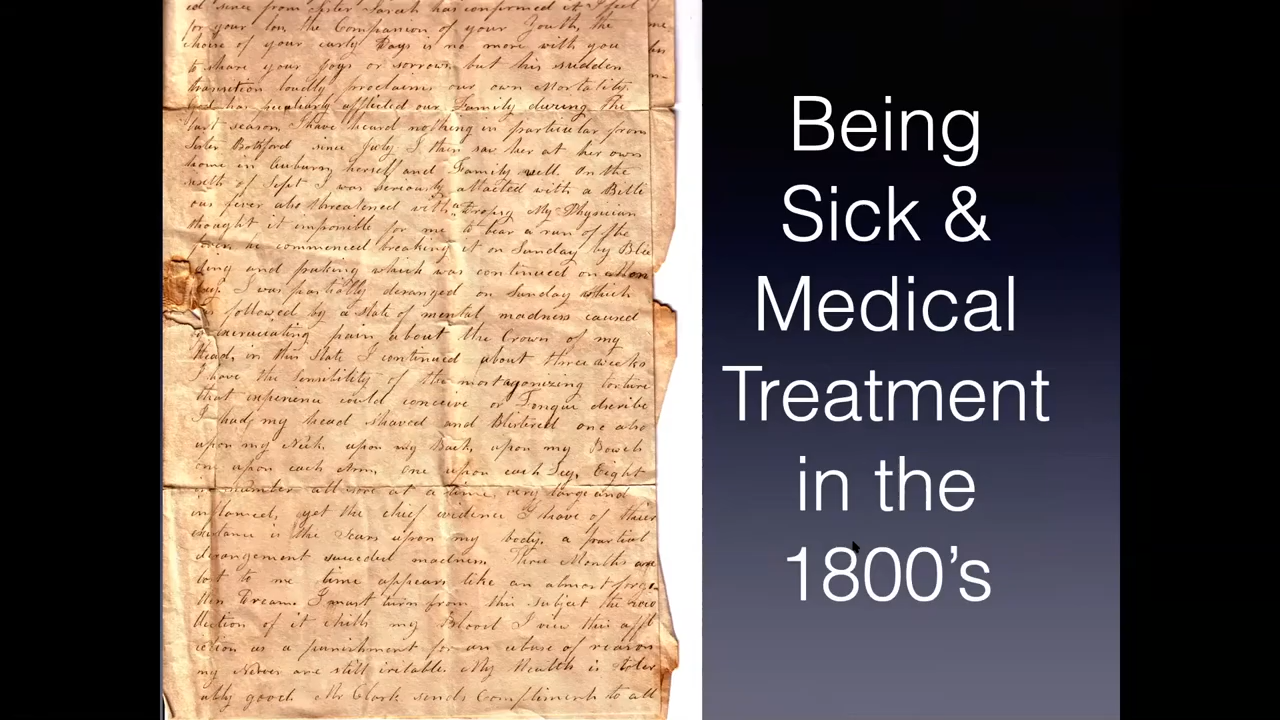 since from Sister Sarah has confirmed it I feel
for your loss the Companion of your Youth, the
choice of your early Days is no more with you
to share your joys or sorrows but this sudden
transition loudly proclaims our own Mortality.
God has peculiarly afflicted our Family during the
last season, I have heard nothing in particular from
Sister Botsford since July I then saw her at her own
home in Auburn herself and Family well. On the
of Sept I was seriously attacted with a Billi
ous fever also threatened with a Dropsy My Physician
thought it impossible for me to bear a run of the
fever he commenced breaking it on Sunday by Blee
ding and puking which was continued on
I was partially deranged on Sunday which
followed by a state of mental madness caused
excruciating pain about the Crown of my
Head, in this State I continued about three weeks
I have the Sensibility of the most agonizing torture
that experience could conceive or Tongue discribe
I had my head Shaved and Blistered one also
upon my Neck, upon my Back, upon my Bowels
one upon each Arm, one upon each Leg, Eight
in number all sore at a time, very large and
inflamed, yet the chief evidence I have of their
existance is the Scars upon my body. a partial
derangement succeeded madness. Three Months are
lost to me time appears like an almost forgo
tten Dreame I must turn from this subject the reco
llection of it chills my Blood I view this affl
iction as a punishment for an abuse of reason
my Nerves are still iritable. My Health is toler
ably good. Mr Clark sends Compliments to all
Being
Sick &
Medical
Treatment
in the
1800's